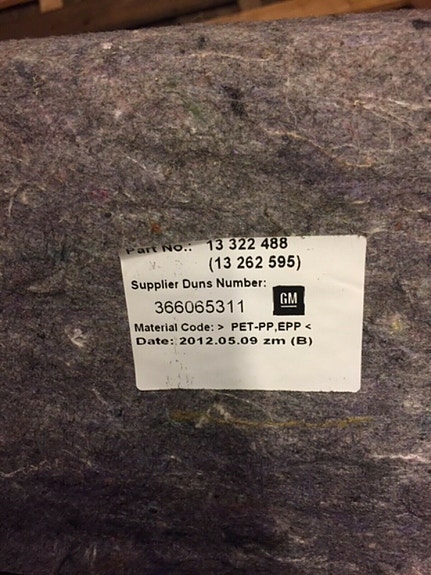 Part No.: 13 322 488
(13 262 595)
Supplier Duns Number:
366065311 GM
Material Code: > PET-PP,EPP <
Date: 2012.05.09 zm (B)